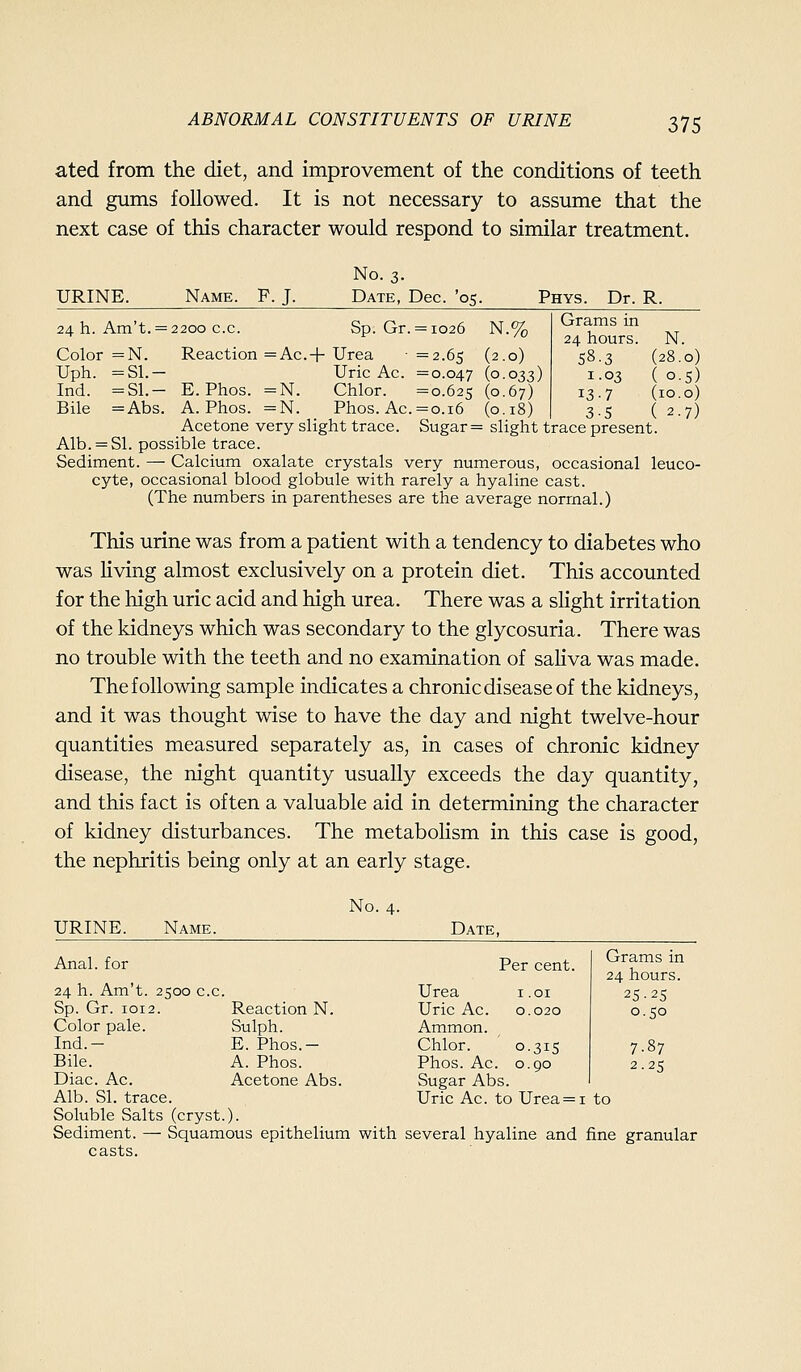 ABNORMAL CONSTITUENTS OF URINE 375
ated from the diet, and improvement of the conditions of teeth
and gums followed. It is not necessary to assume that the
next case of this character would respond to similar treatment.
No. 3.
URINE. NAME. F. J. DATE, Dec. '05. PHYS. Dr. R.
24 h. Am't. = 2200 c.c. Sp. Gr. = 1026 N.% Grams in 24 hours. N.
Color = N. Reaction = Ac.+ Urea = 2.65 (2.0) 58.3 (28.0)
Uph. = Sl.— Uric Ac. = 0.047 (0.033) 1.03 ( 0.5)
Ind. = Sl.— E. Phos. = N. Chlor. = 0.625 (0.67) 13.7 (10.0)
Bile = Abs. A. Phos. = N. Phos. Ac. = 0.16 (0.18) 3.5 ( 2.7)
Acetone very slight trace. Sugar = slight trace present.
Alb. = Sl. possible trace.
Sediment. — Calcium oxalate crystals very numerous, occasional leuco-
cyte, occasional blood globule with rarely a hyaline cast.
(The numbers in parentheses are the average normal.)
This urine was from a patient with a tendency to diabetes who
was living almost exclusively on a protein diet. This accounted
for the high uric acid and high urea. There was a slight irritation
of the kidneys which was secondary to the glycosuria. There was
no trouble with the teeth and no examination of saliva was made.
The following sample indicates a chronic disease of the kidneys,
and it was thought wise to have the day and night twelve-hour
quantities measured separately as, in cases of chronic kidney
disease, the night quantity usually exceeds the day quantity,
and this fact is often a valuable aid in determining the character
of kidney disturbances. The metabolism in this case is good,
the nephritis being only at an early stage.
No. 4.
URINE. NAME. DATE,
Anal. for Per cent. Grams in 24 hours.
24 h. Am't. 2500 c.c. Urea 1.01 25.25
Sp. Gr. 1012. Reaction N. Uric Ac. 0.020 0.50
Color pale. Sulph. Ammon.
Ind.— E. Phos.— Chlor. 0.315 7.87
Bile. A. Phos. Phos. Ac. 0.90 2.25
Diac. Ac. Acetone Abs. Sugar Abs.
Alb. Sl. trace. Uric Ac. to Urea = 1 to
Soluble Salts (cryst.).
Sediment. — Squamous epithelium with several hyaline and fine granular
casts.